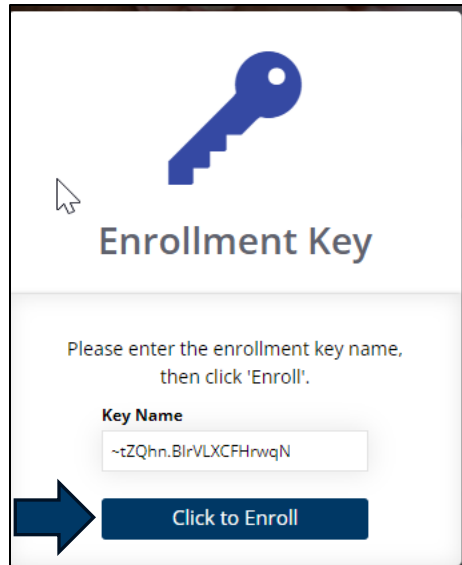 Enrollment Key
Please enter the enrollment key name,
then click 'Enroll'.
Key Name
~tZQhn.BIrVLXCFHrwqN
Click to Enroll